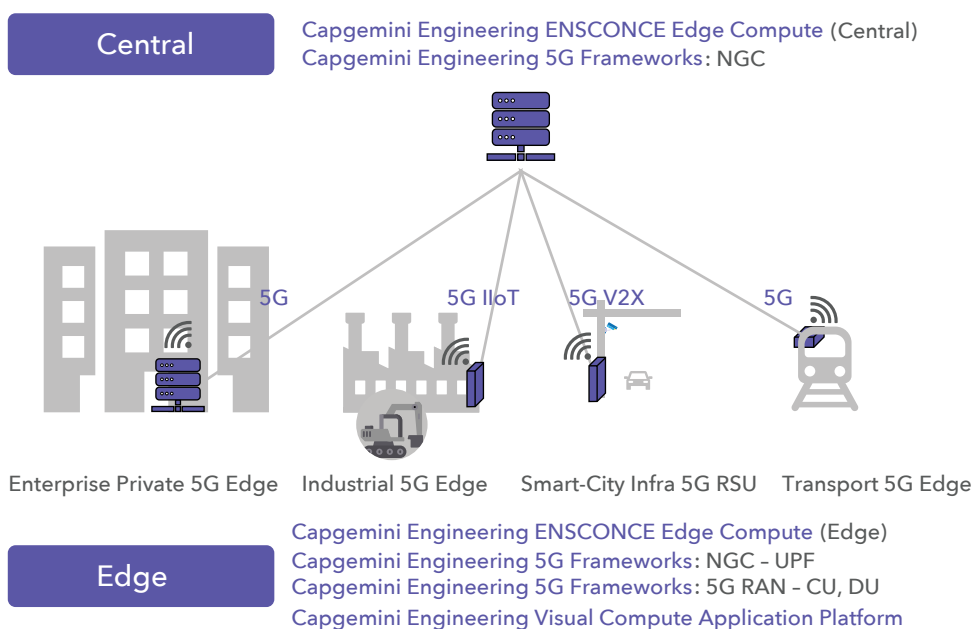 Central
Capgemini Engineering ENSCONCE Edge Compute (Central)
Capgemini Engineering 5G Frameworks: NGC
5G
5G IIoT
5G V2X
5G
Enterprise Private 5G Edge
Industrial 5G Edge
Smart-City Infra 5G RSU
Transport 5G Edge
Edge
Capgemini Engineering ENSCONCE Edge Compute (Edge)
Capgemini Engineering 5G Frameworks: NGC – UPF
Capgemini Engineering 5G Frameworks: 5G RAN – CU, DU
Capgemini Engineering Visual Compute Application Platform